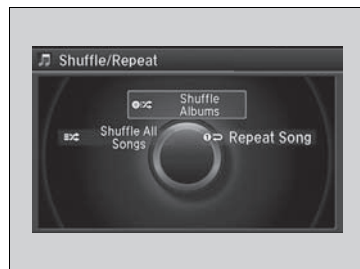 Shuffle/Repeat
Shuffle
Albums
Shuffle All
Songs
Repeat Song